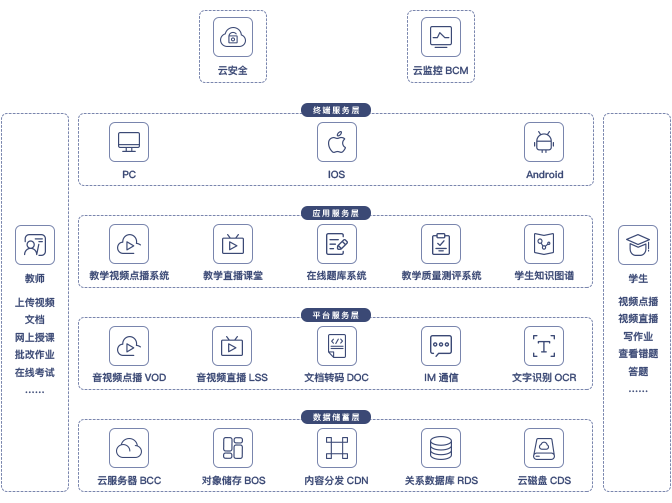 云安全
云监控 BCM
终端服务层
PC
IOS
Android
应用服务层
教学视频点播系统
教学直播课堂
在线题库系统
教学质量测评系统
学生知识图谱
教师
上传视频
文档
网上授课
批改作业
在线考试
......
学生
视频点播
视频直播
写作业
查看错题
答题
......
平台服务层
音视频点播 VOD
音视频直播 LSS
文档转码 DOC
IM 通信
文字识别 OCR
数据储蓄层
云服务器 BCC
对象储存 BOS
内容分发 CDN
关系数据库 RDS
云磁盘 CDS